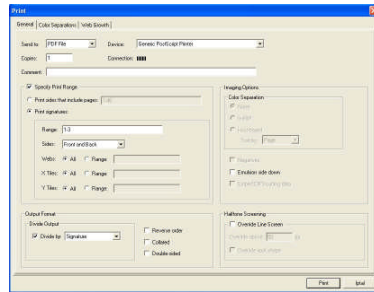 Print
General Color Separations Web Growth
Send to: PDF File Device: Generic PostScript Printer
Copies: 1 Connection:
Comment:
Specify Print Range
Print sides that include pages:
Print signatures
Range: 1-3
Sides: Front and Back
Webs: All Range:
X Tiles: All Range:
Y Tiles: All Range:
Output Format
Divide Output
Divide by Signature
Reverse order
Collated
Double sided
Imaging Options
Color Separation
Negatives
Emulsion side down
Halftone Screening
Override Line Screen
Print